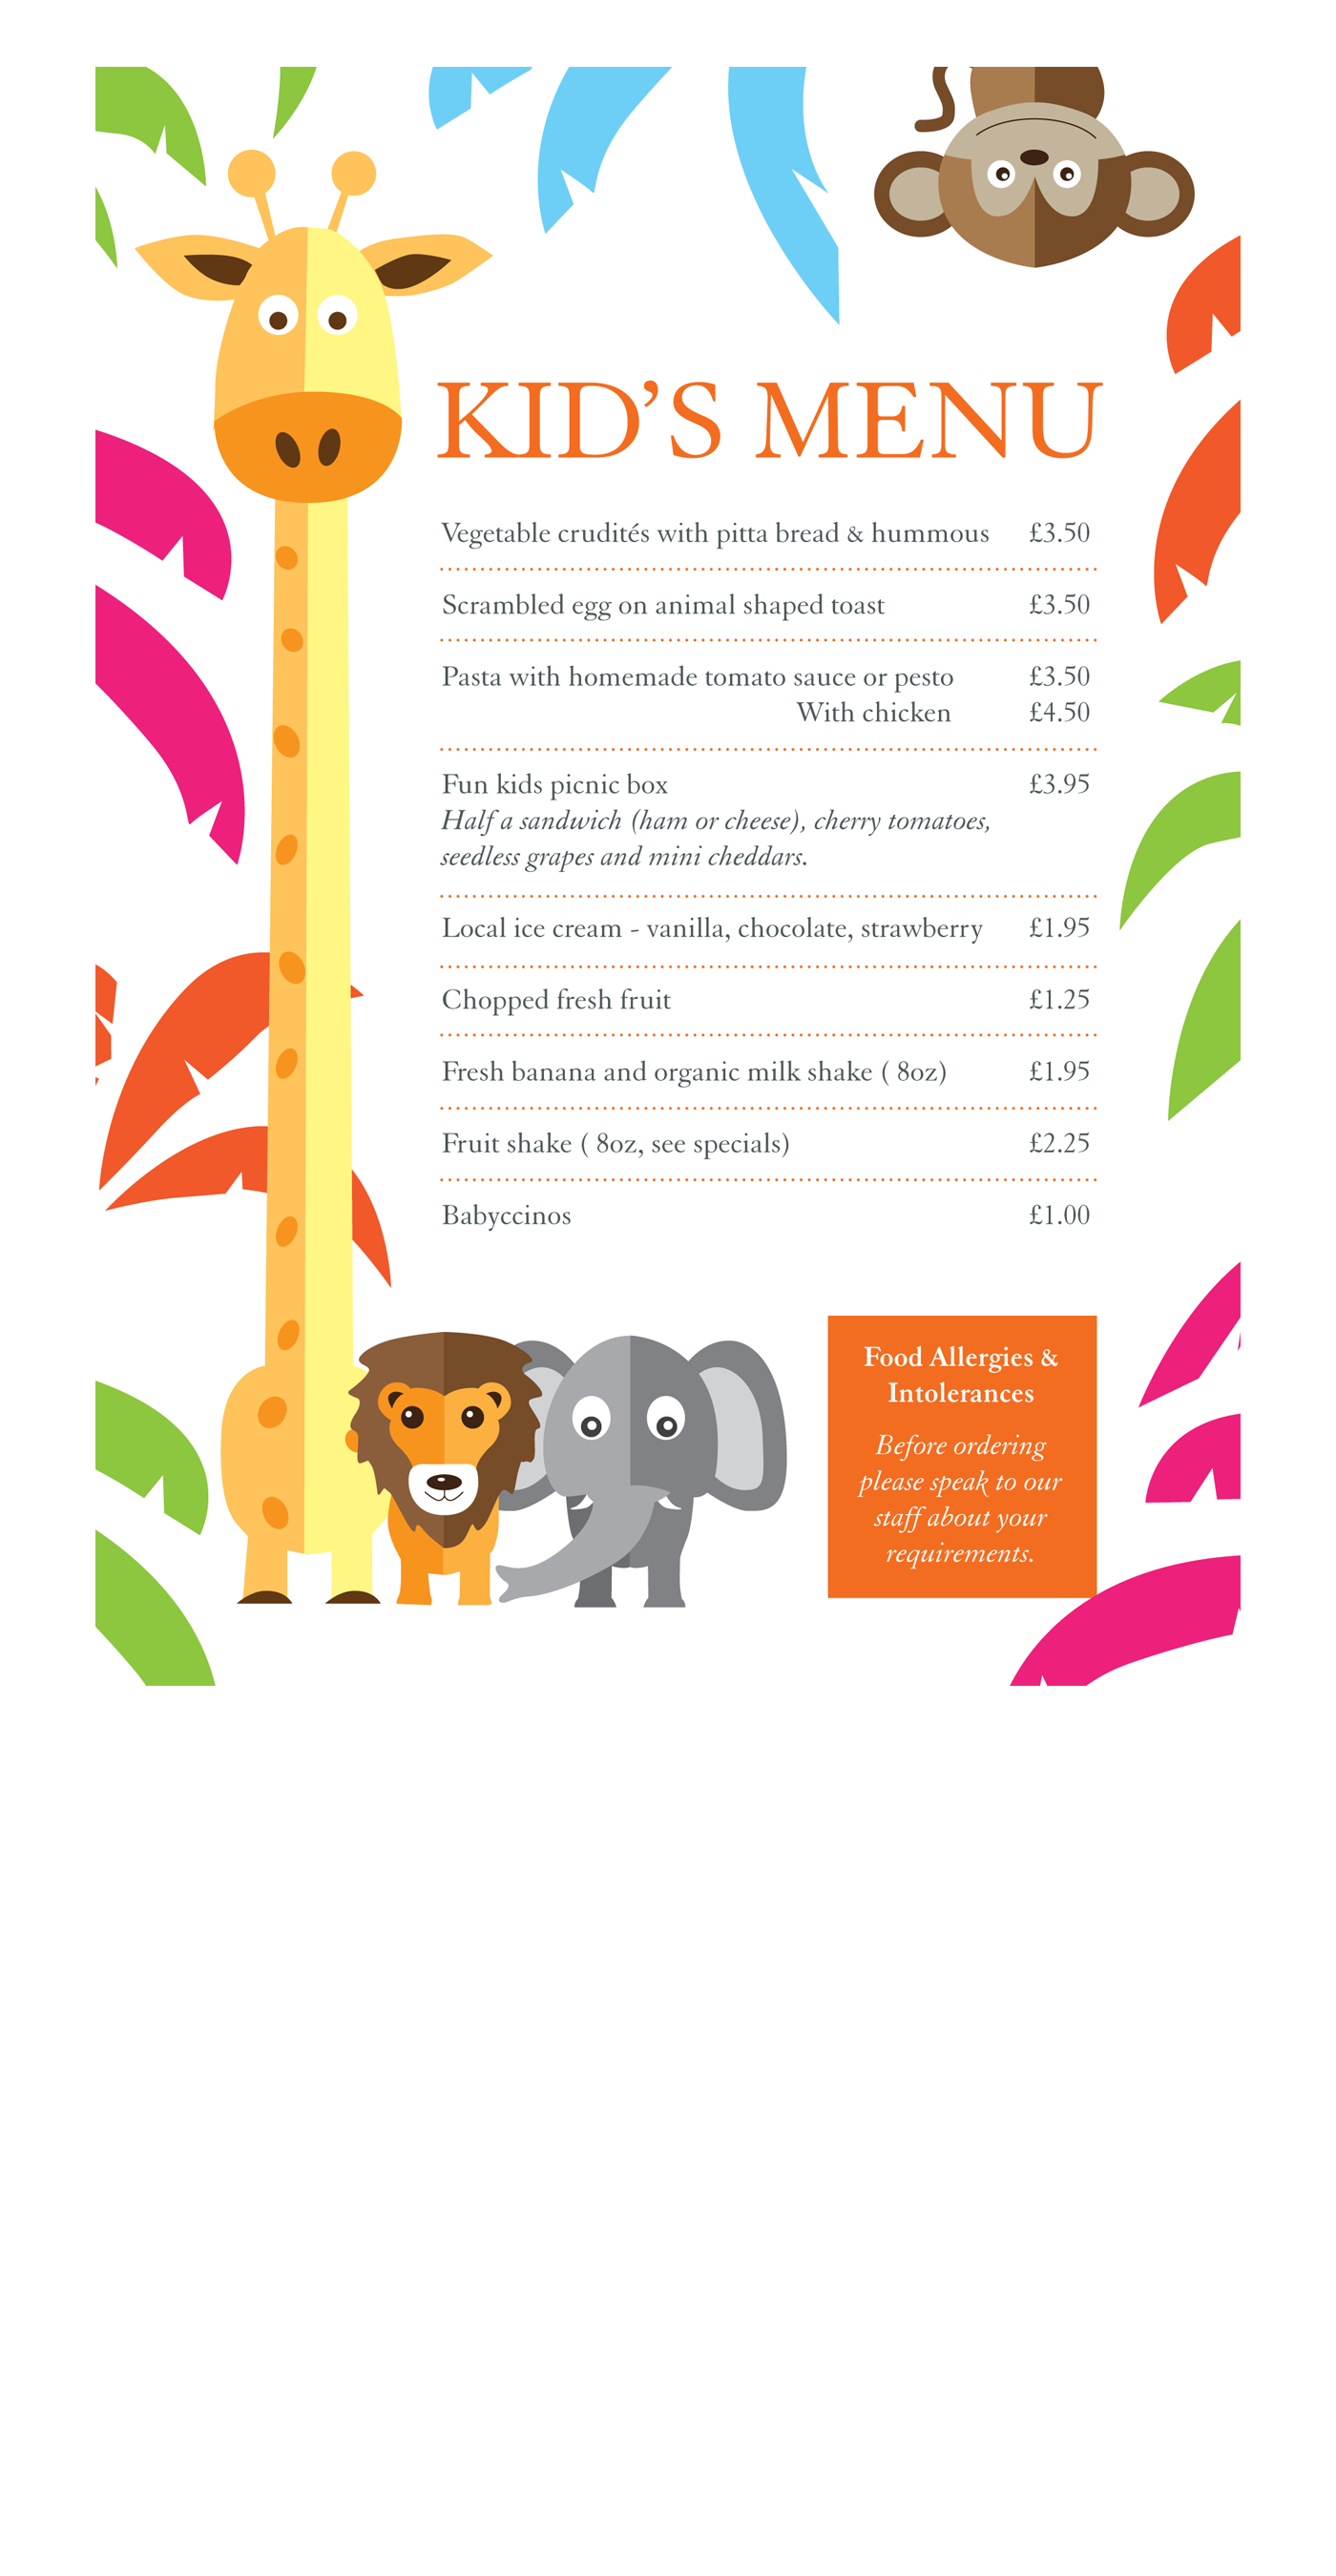 KID’S MENU
Vegetable crudités with pitta bread & hummous £3.50
Scrambled egg on animal shaped toast £3.50
Pasta with homemade tomato sauce or pesto £3.50
With chicken £4.50
Fun kids picnic box £3.95
Half a sandwich (ham or cheese), cherry tomatoes,
seedless grapes and mini cheddars.
Local ice cream - vanilla, chocolate, strawberry £1.95
Chopped fresh fruit £1.25
Fresh banana and organic milk shake ( 8oz) £1.95
Fruit shake ( 8oz, see specials) £2.25
Babyccinos £1.00
Food Allergies &
Intolerances
Before ordering
please speak to our
staff about your
requirements.